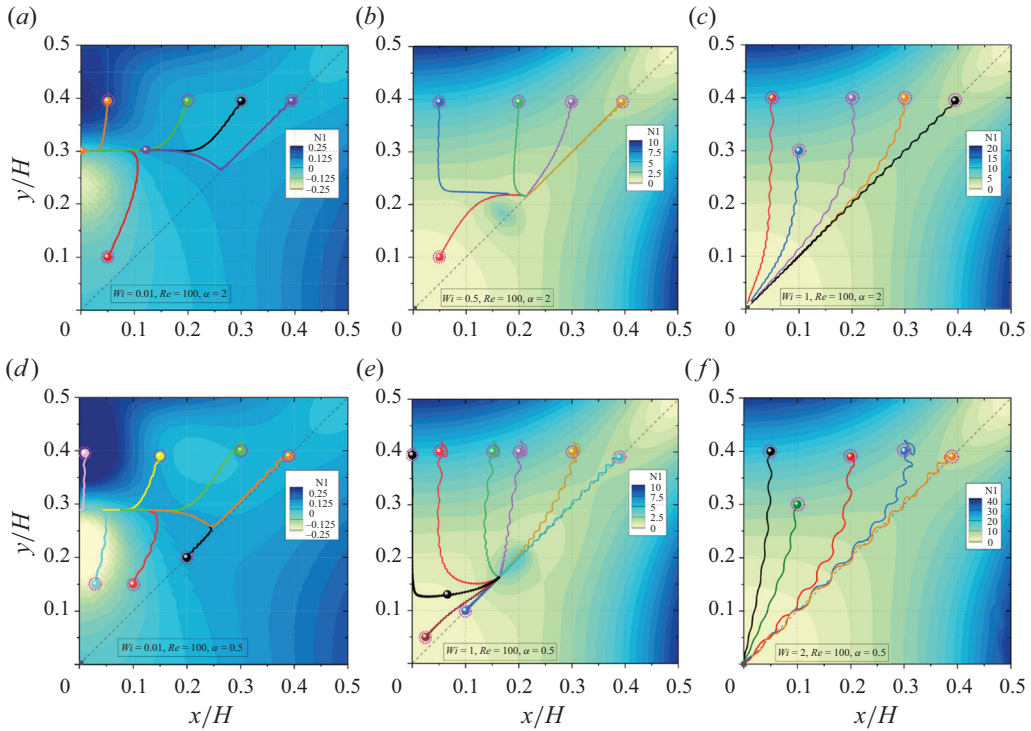 (a) (b) (c)
0.5 0.5 0.5
0.4 0.4 0.4
N1 N1 N1
0.25 10 20
0.125 7.5 15
0 5 10
−0.125 2.5 5
−0.25 0 0
y/H 0.3 0.3 0.3
0.2 0.2 0.2
0.1 0.1 0.1
Wi = 0.01, Re = 100, α = 2 Wi = 0.5, Re = 100, α = 2 Wi = 1, Re = 100, α = 2
0 0.1 0.2 0.3 0.4 0.5 0 0.1 0.2 0.3 0.4 0.5 0 0.1 0.2 0.3 0.4 0.5
(d) (e) (f)
0.5 0.5 0.5
0.4 0.4 0.4
N1 N1 N1
0.25 10 40
0.125 7.5 30
0 5 20
−0.125 2.5 10
−0.25 0 0
y/H 0.3 0.3 0.3
0.2 0.2 0.2
0.1 0.1 0.1
Wi = 0.01, Re = 100, α = 0.5 Wi = 1, Re = 100, α = 0.5 Wi = 2, Re = 100, α = 0.5
0 0.1 0.2 0.3 0.4 0.5 0 0.1 0.2 0.3 0.4 0.5 0 0.1 0.2 0.3 0.4 0.5
x/H x/H x/H